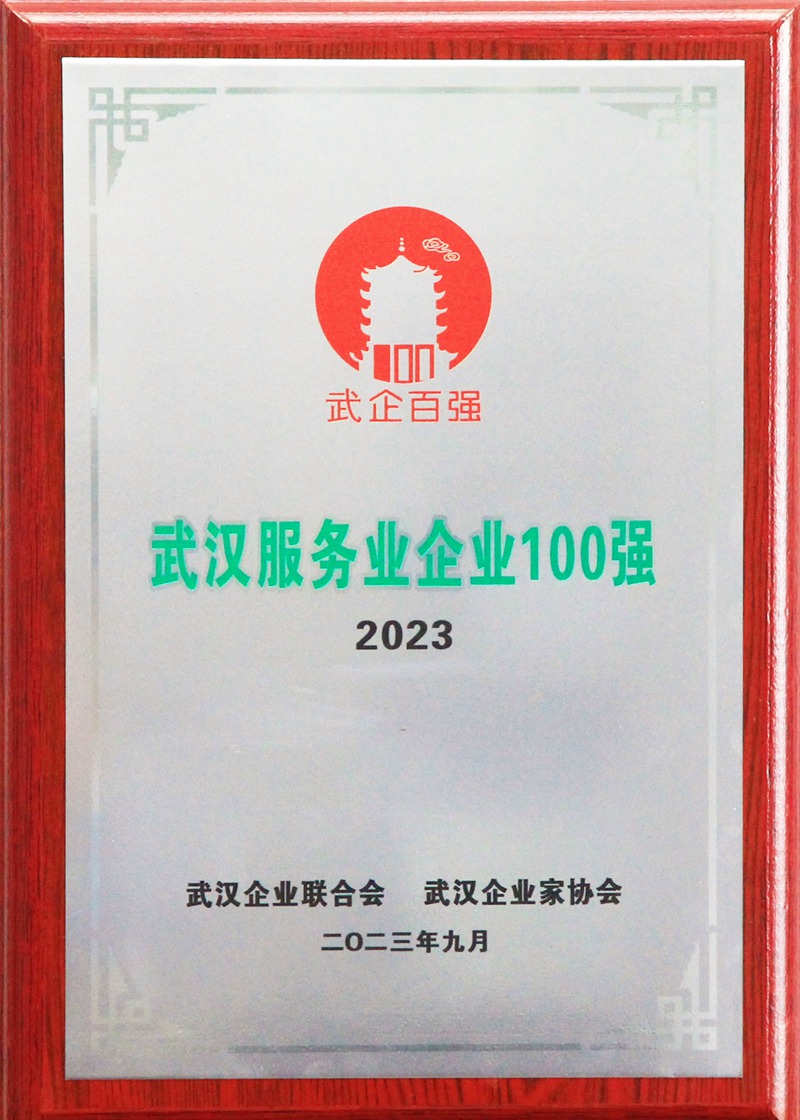 100
武企百强
武汉服务业企业100强
2023
武汉企业联合会 武汉企业家协会
二〇二三年九月